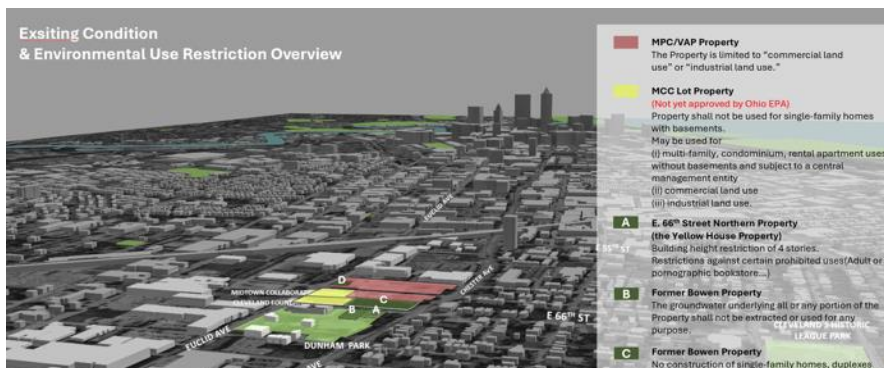 Exsiting Condition
& Environmental Use Restriction Overview
MPC/VAP Property
The Property is limited to “commercial land
use” or “industrial land use.”
MCC Lot Property
(Not yet approved by Ohio EPA)
Property shall not be used for single-family homes
with basements.
May be used for
(i) multi-family, condominium, rental apartment uses
without basements and subject to a central
management entity
(ii) commercial land use
(iii) industrial land use.
A
E. 66th Street Northern Property
(the Yellow House Property)
Building height restriction of 4 stories.
Restrictions against certain prohibited uses(Adult or
pornographic bookstore...)
B
Former Bowen Property
The groundwater underlying all or any portion of the
Property shall not be extracted or used for any
purpose.
C
Former Bowen Property
No construction of single-family homes, duplexes
EUCLID AVE
E 55TH ST
D
CHESTER AVE
MIDTOWN COLLABORA
CLEVELAND FOUND
C
B
A
E 66TH ST
EUCLID AVE
DUNHAM PARK
AVE
CLEVELAND'S HISTORIC
LEAGUE PARK